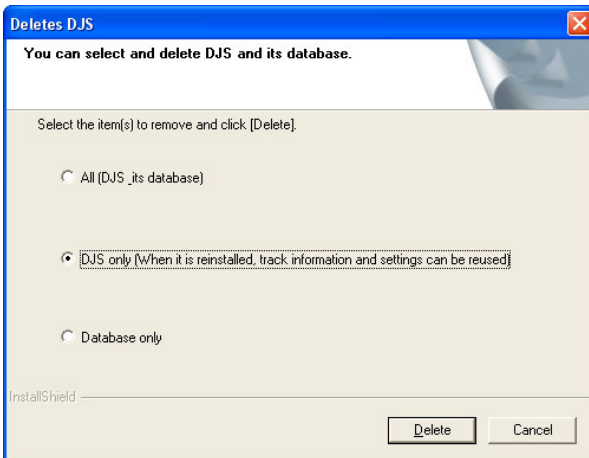 Deletes DJS
You can select and delete DJS and its database.
Select the item(s) to remove and click [Delete].
All (DJS _its database)
DJS only (When it is reinstalled, track information and settings can be reused)
Database only
InstallShield
Delete Cancel